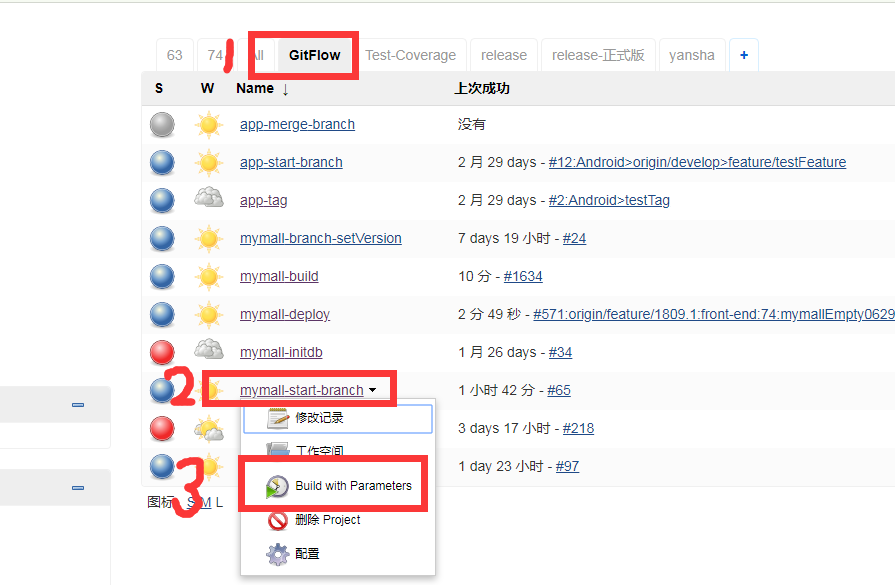 63 74 All GitFlow Test-Coverage release release-正式版 yansha +
1
S W Name ↓ 上次成功
app-merge-branch 没有
app-start-branch 2 月 29 days - #12:Android>origin/develop>feature/testFeature
app-tag 2 月 29 days - #2:Android>testTag
mymall-branch-setVersion 7 days 19 小时 - #24
mymall-build 10 分 - #1634
mymall-deploy 2 分 49 秒 - #571:origin/feature/1809.1:front-end:74:mymallEmpty0629
mymall-initdb 1 月 26 days - #34
2 mymall-start-branch 1 小时 42 分 - #65
修改记录 3 days 17 小时 - #218
工作空间
3 1 day 23 小时 - #97
Build with Parameters
图标: S M L
删除 Project
配置